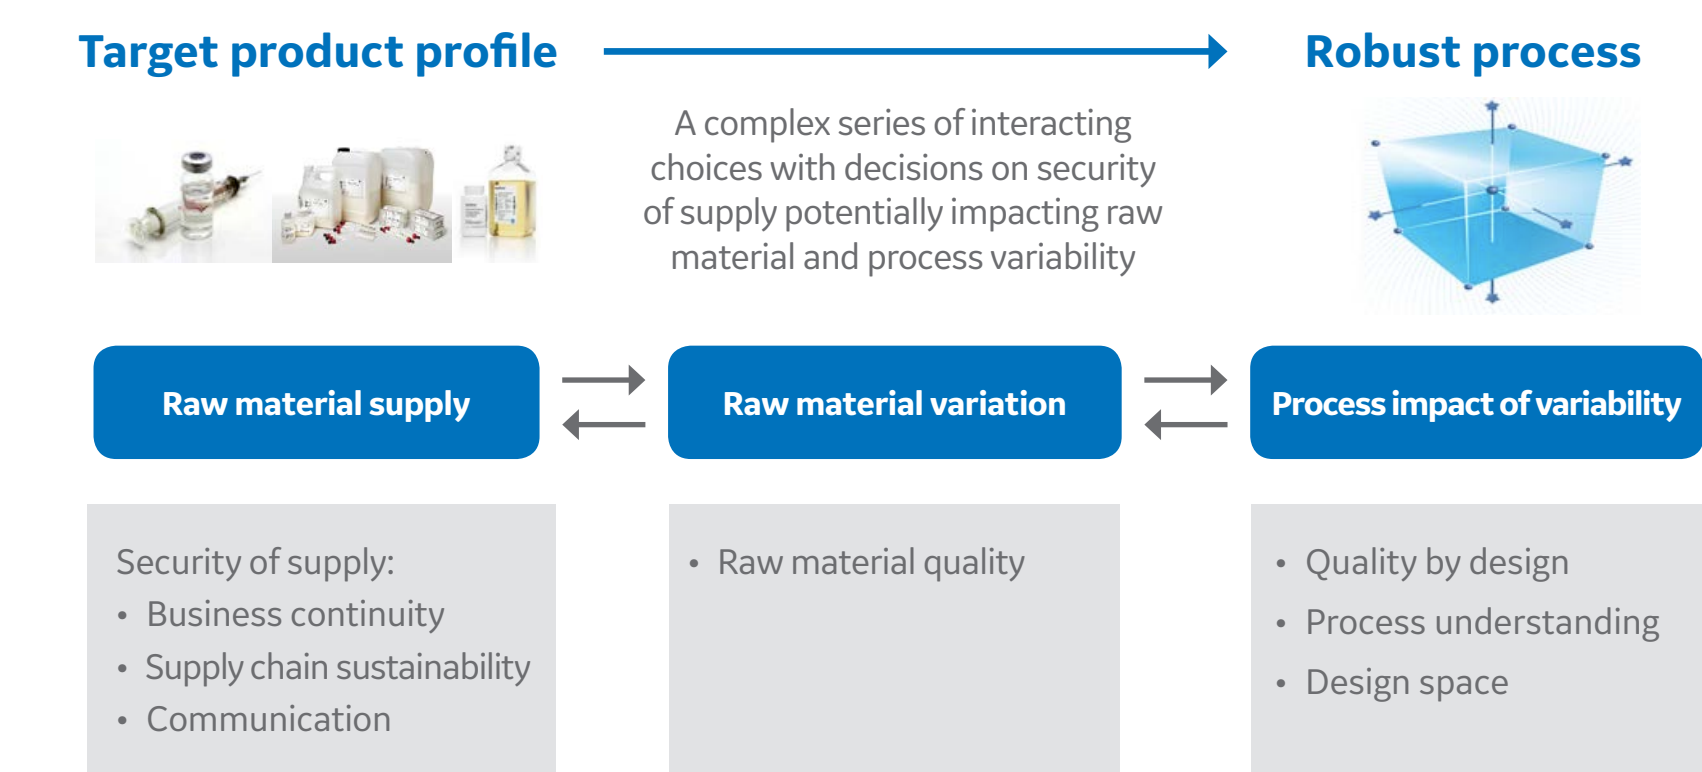 Target product profile
Robust process
A complex series of interacting
choices with decisions on security
of supply potentially impacting raw
material and process variability
Raw material supply
Raw material variation
Process impact of variability
Security of supply:
• Business continuity
• Supply chain sustainability
• Communication
• Raw material quality
• Quality by design
• Process understanding
• Design space